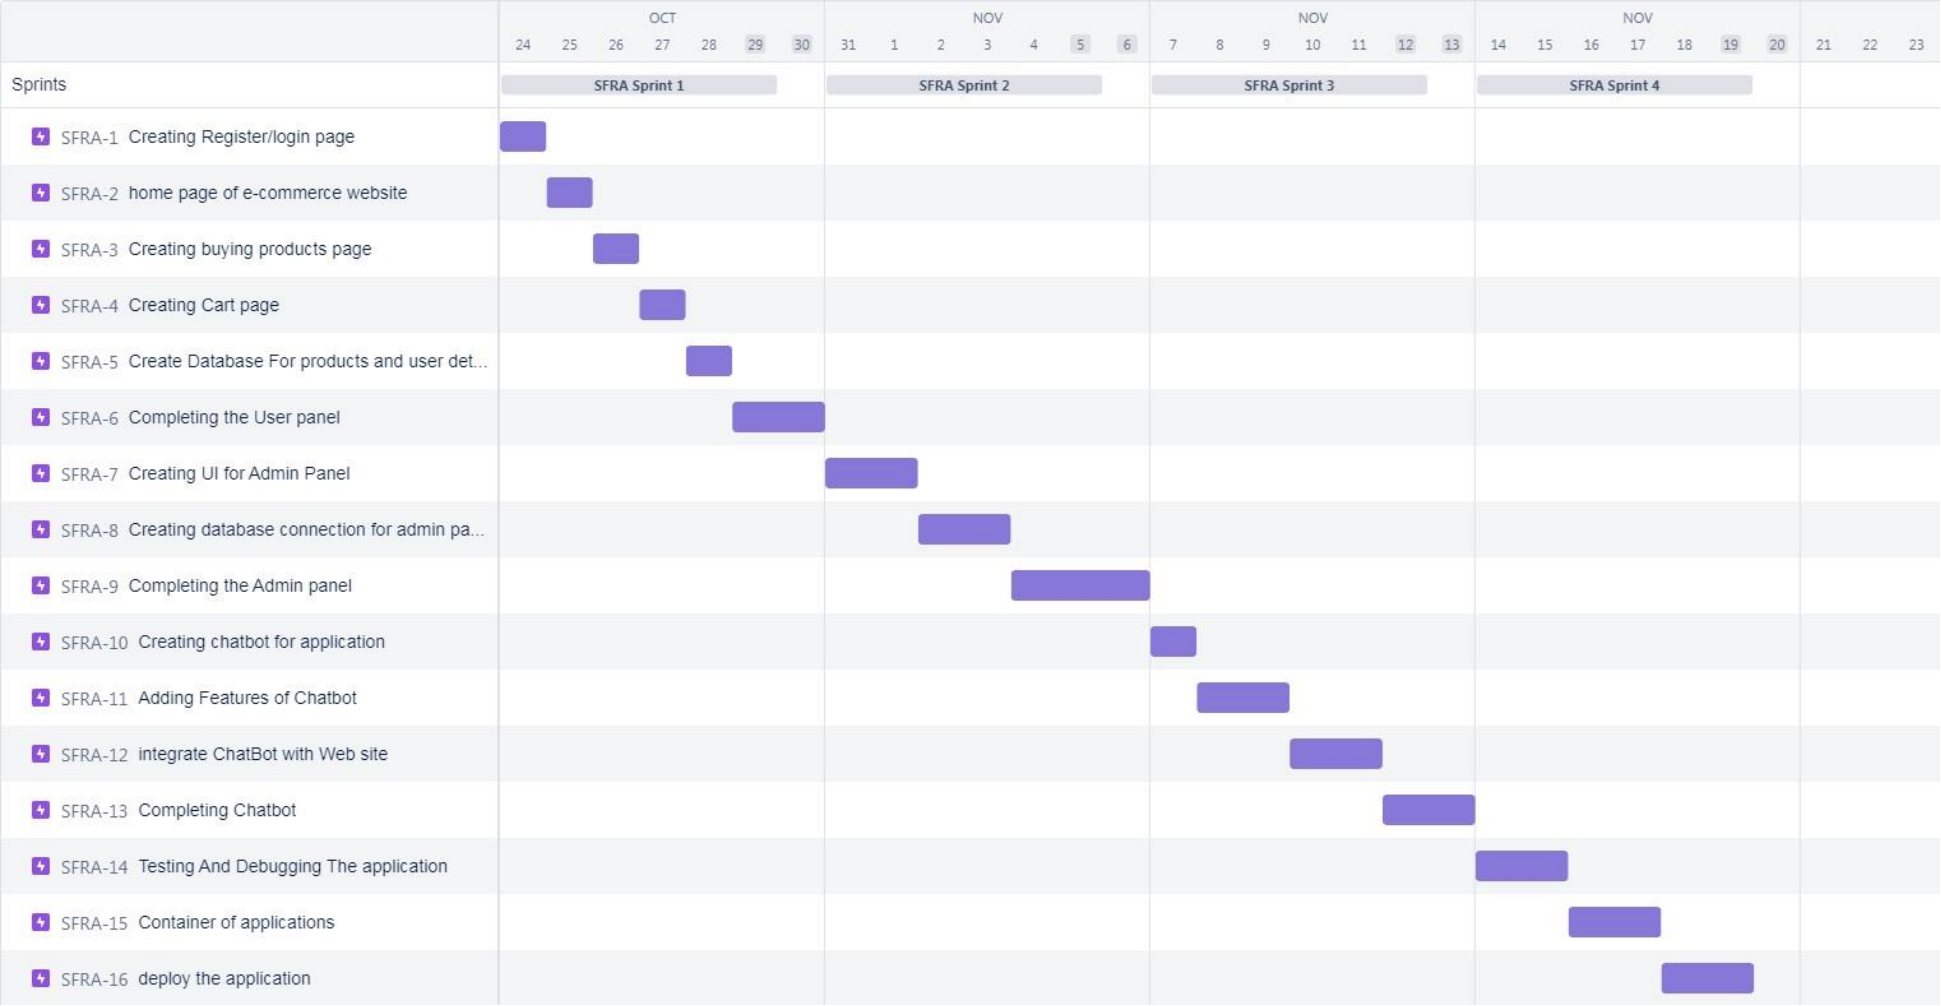 OCT NOV NOV NOV
24 25 26 27 28 29 30 31 1 2 3 4 5 6 7 8 9 10 11 12 13 14 15 16 17 18 19 20 21 22 23
Sprints SFRA Sprint 1 SFRA Sprint 2 SFRA Sprint 3 SFRA Sprint 4
SFRA-1 Creating Register/login page
SFRA-2 home page of e-commerce website
SFRA-3 Creating buying products page
SFRA-4 Creating Cart page
SFRA-5 Create Database For products and user det...
SFRA-6 Completing the User panel
SFRA-7 Creating UI for Admin Panel
SFRA-8 Creating database connection for admin pa...
SFRA-9 Completing the Admin panel
SFRA-10 Creating chatbot for application
SFRA-11 Adding Features of Chatbot
SFRA-12 integrate ChatBot with Web site
SFRA-13 Completing Chatbot
SFRA-14 Testing And Debugging The application
SFRA-15 Container of applications
SFRA-16 deploy the application